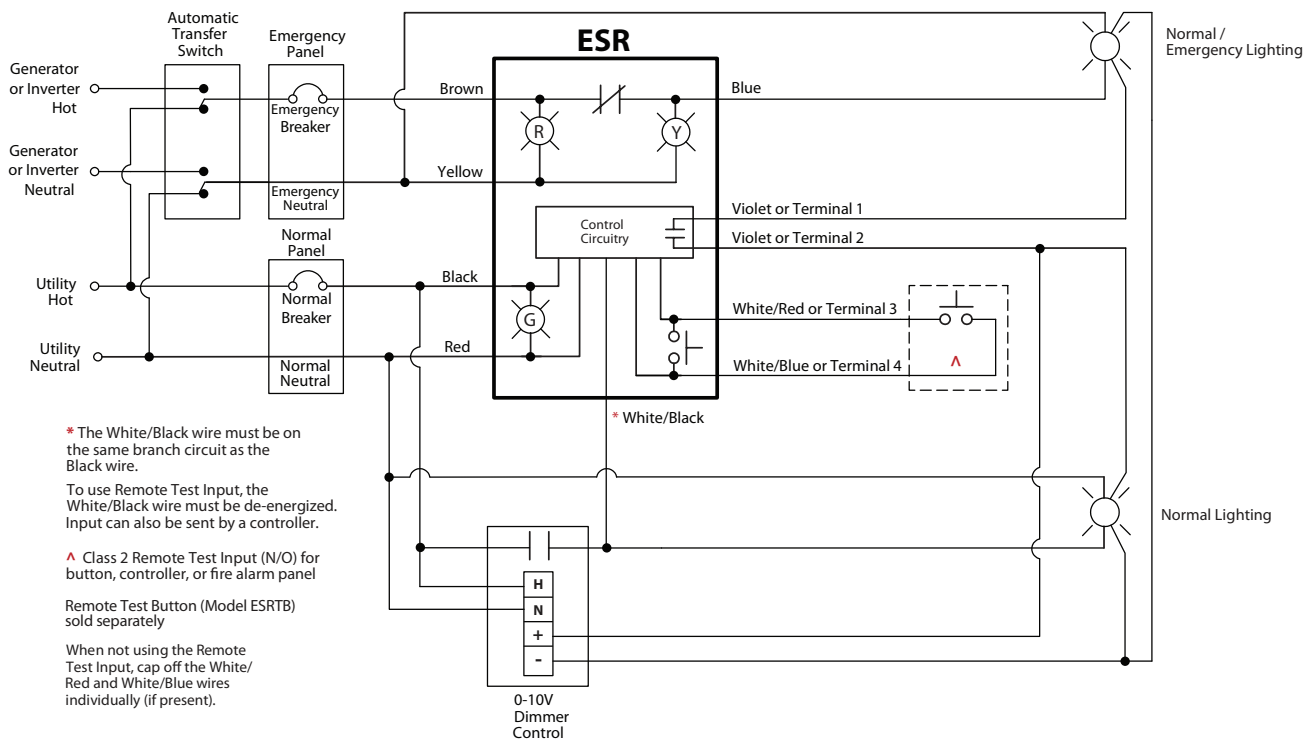 Automatic
Transfer
Switch
Emergency
Panel
ESR
Normal /
Emergency Lighting
Generator
or Inverter
Hot
Brown
Blue
Emergency
Breaker
R
Y
Generator
or Inverter
Neutral
Yellow
Emergency
Neutral
Violet or Terminal 1
Control
Circuitry
Violet or Terminal 2
Normal
Panel
Utility
Hot
Black
Normal
Breaker
G
White/Red or Terminal 3
Utility
Neutral
Red
Normal
Neutral
White/Blue or Terminal 4
^
* White/Black
* The White/Black wire must be on
the same branch circuit as the
Black wire.
To use Remote Test Input, the
White/Black wire must be de-energized.
Input can also be sent by a controller.
^ Class 2 Remote Test Input (N/O) for
button, controller, or fire alarm panel
Remote Test Button (Model ESRTB)
sold separately
When not using the Remote
Test Input, cap off the White/
Red and White/Blue wires
individually (if present).
Normal Lighting
H
N
+
-
0-10V
Dimmer
Control